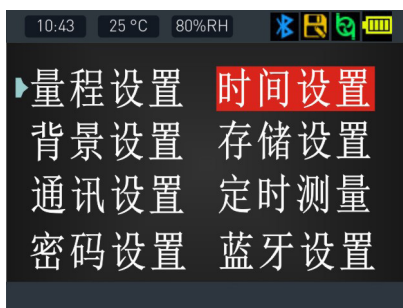 10:43 25 °C 80%RH
量程设置 时间设置
背景设置 存储设置
通讯设置 定时测量
密码设置 蓝牙设置